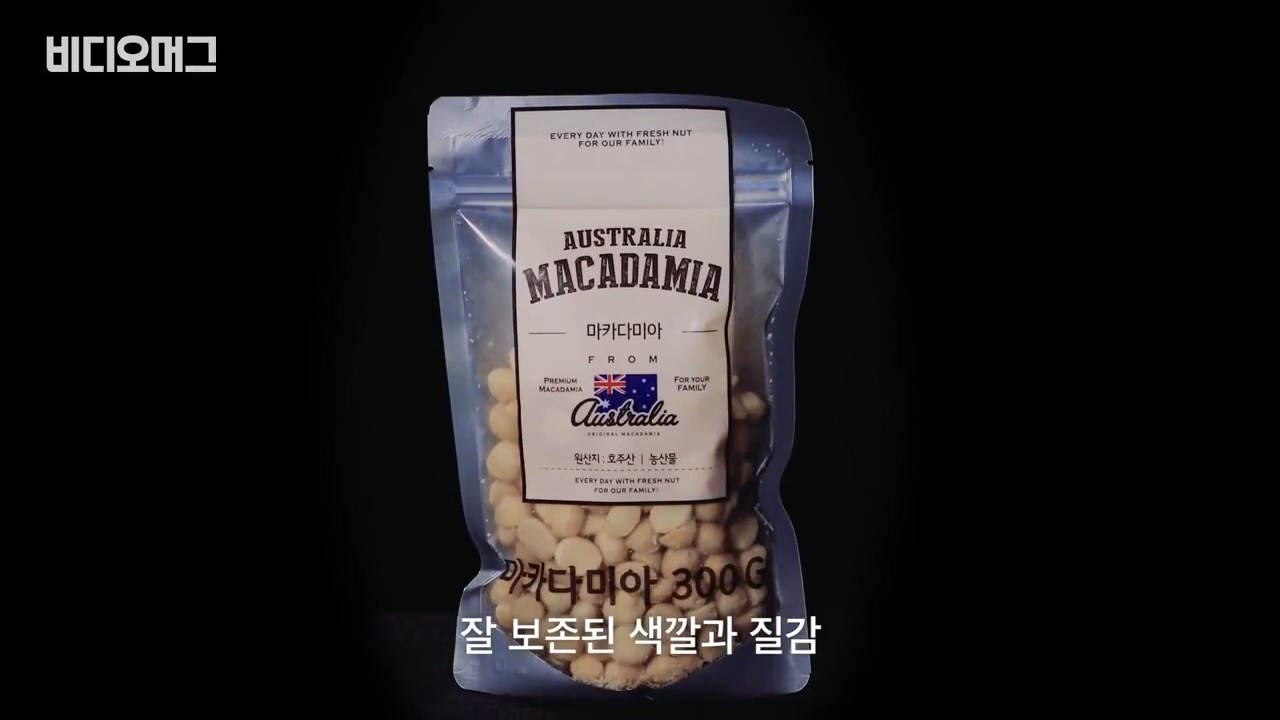 비디오머그
EVERY DAY WITH FRESH NUT
FOR OUR FAMILY!
AUSTRALIA
MACADAMIA
마카다미아
FROM
PREMIUM
MACADAMIA
FOR YOUR
FAMILY
Australia
ORIGINAL MACADAMIA
원산지 : 호주산 | 농산물
EVERY DAY WITH FRESH NUT
FOR OUR FAMILY!
마카다미아 300 G
잘 보존된 색깔과 질감